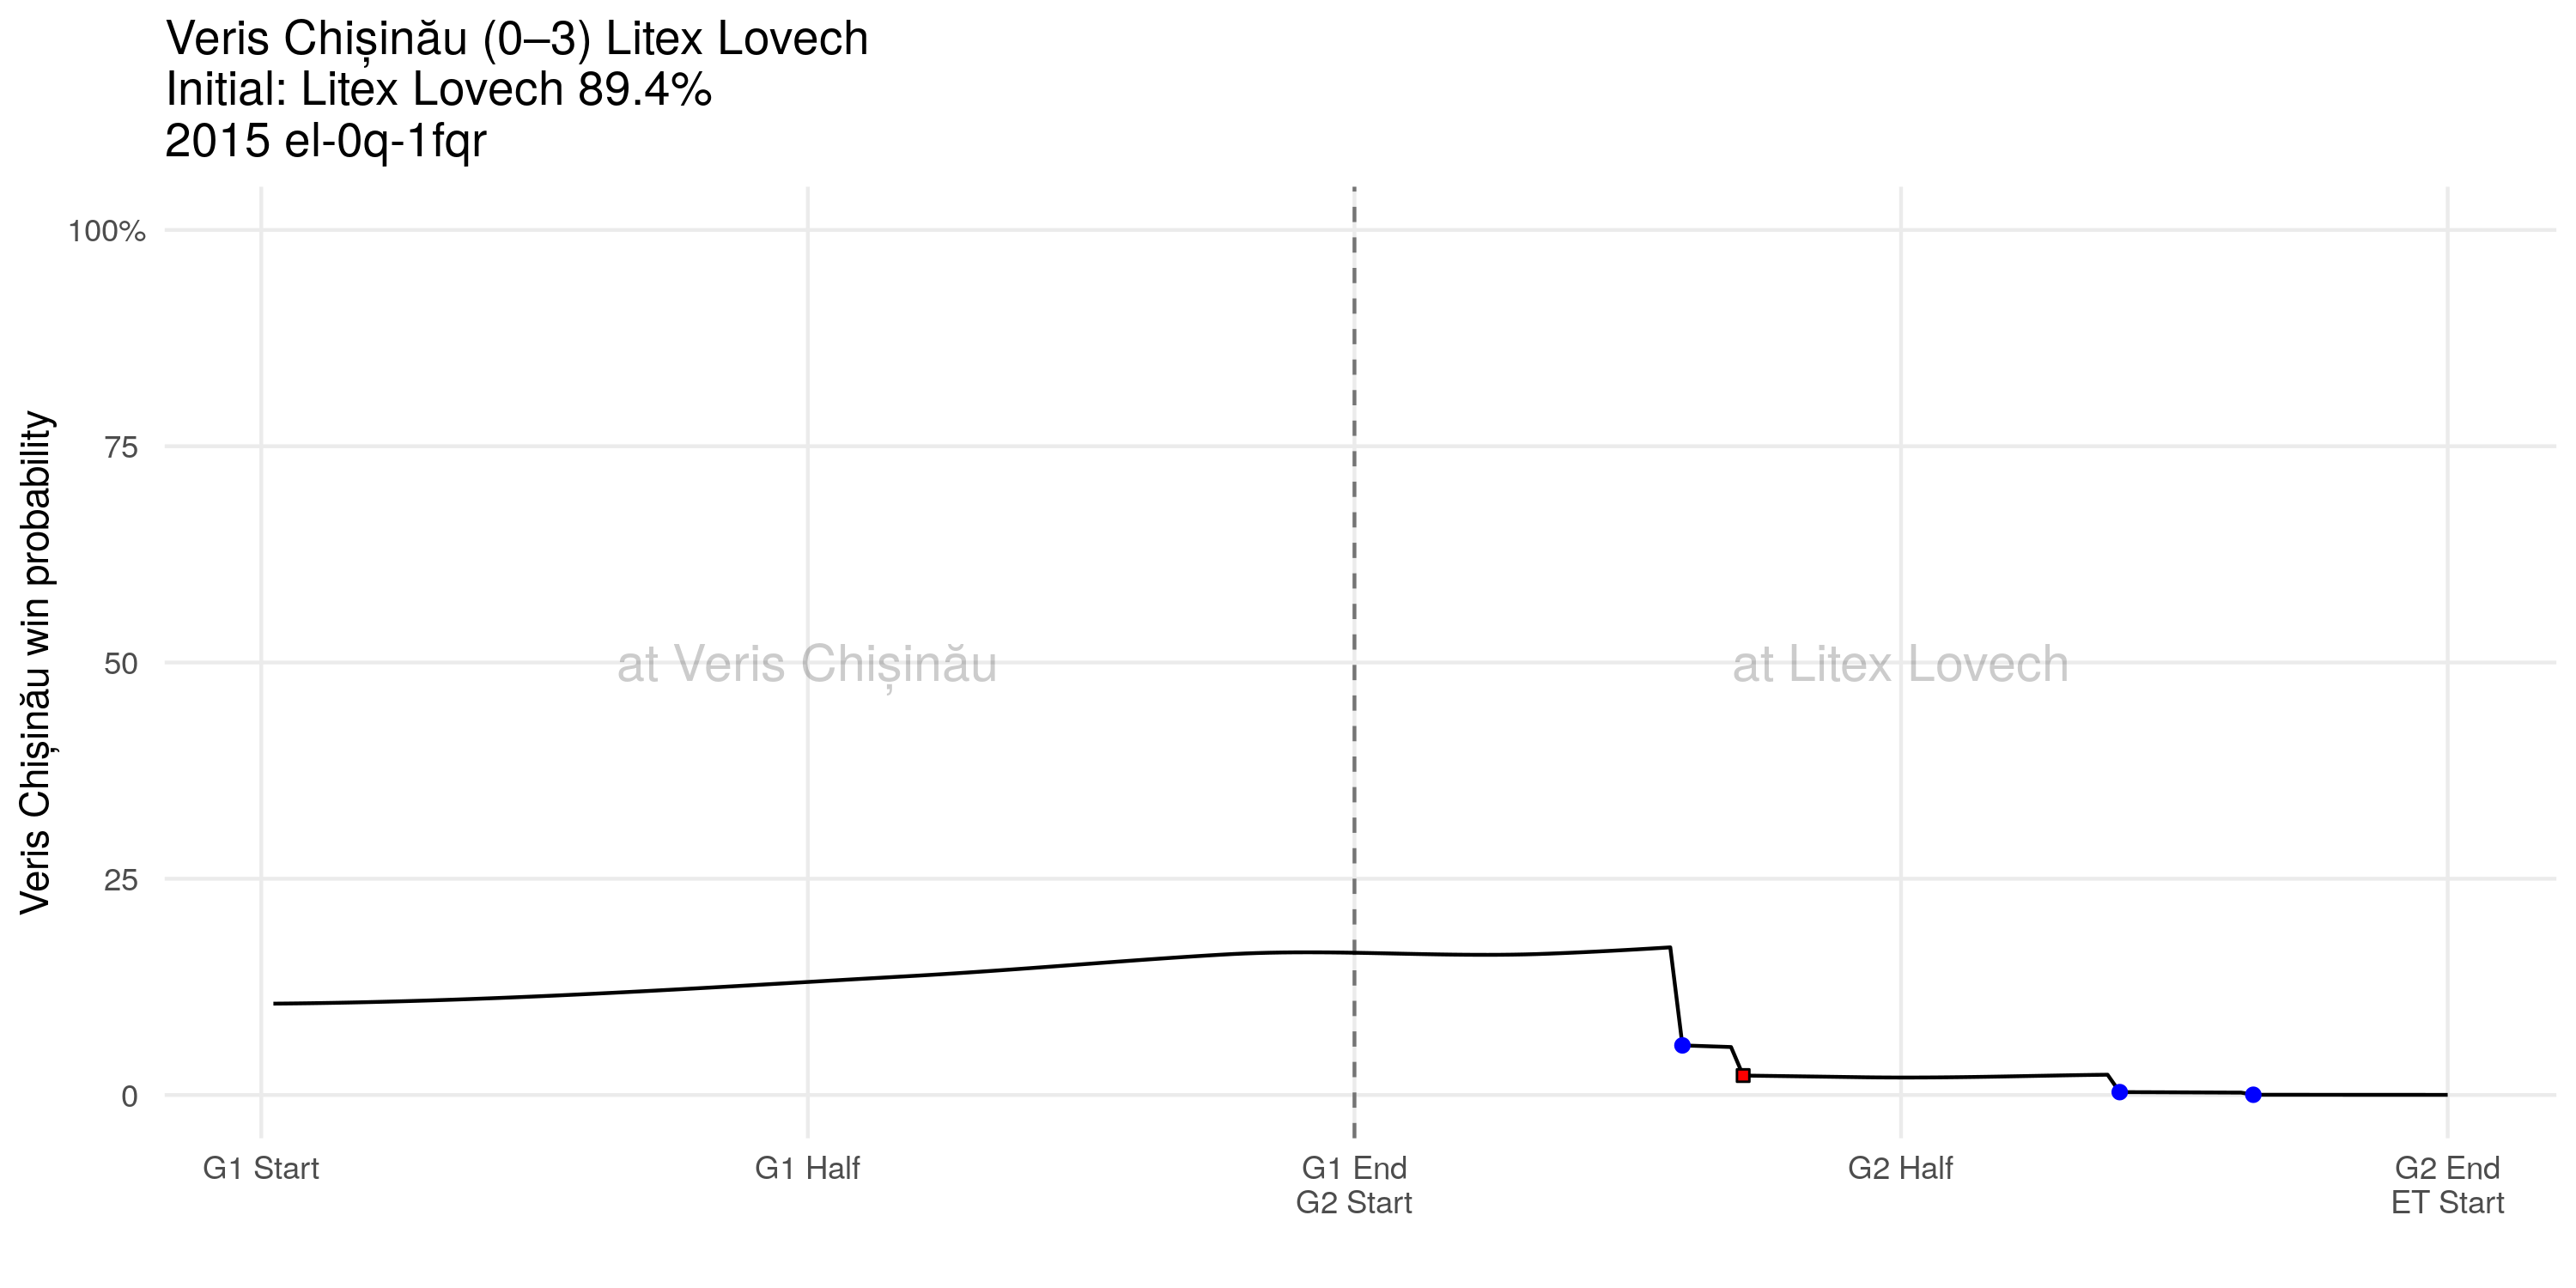 Veris Chișinău (0–3) Litex Lovech
Initial: Litex Lovech 89.4%
2015 el-0q-1fqr
Veris Chișinău win probability
100%
75
50
25
0
at Veris Chișinău
at Litex Lovech
G1 Start
G1 Half
G1 End
G2 Start
G2 Half
G2 End
ET Start